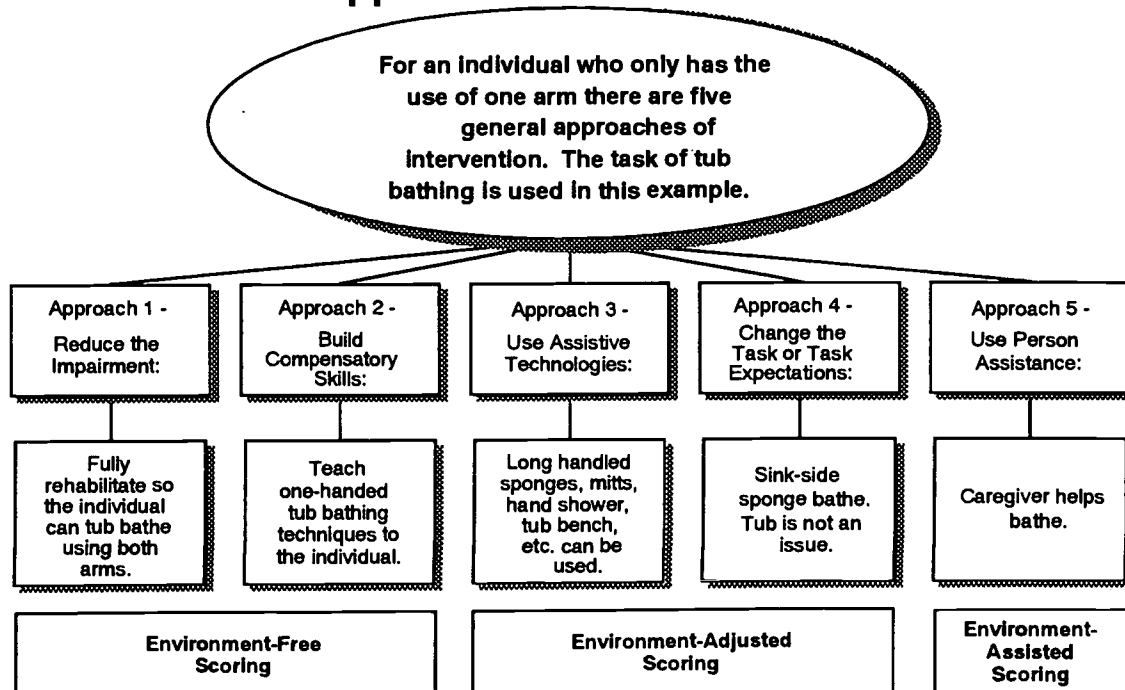 For an individual who only has the
use of one arm there are five
general approaches of
intervention. The task of tub
bathing is used in this example.
Approach 1 -
Reduce the
Impairment:
Approach 2 -
Build
Compensatory
Skills:
Approach 3 -
Use Assistive
Technologies:
Approach 4 -
Change the
Task or Task
Expectations:
Approach 5 -
Use Person
Assistance:
Fully
rehabilitate so
the individual
can tub bathe
using both
arms.
Teach
one-handed
tub bathing
techniques to
the individual.
Long handled
sponges, mitts,
hand shower,
tub bench,
etc. can be
used.
Sink-side
sponge bathe.
Tub is not an
issue.
Caregiver helps
bathe.
Environment-Free
Scoring
Environment-Adjusted
Scoring
Environment-
Assisted
Scoring